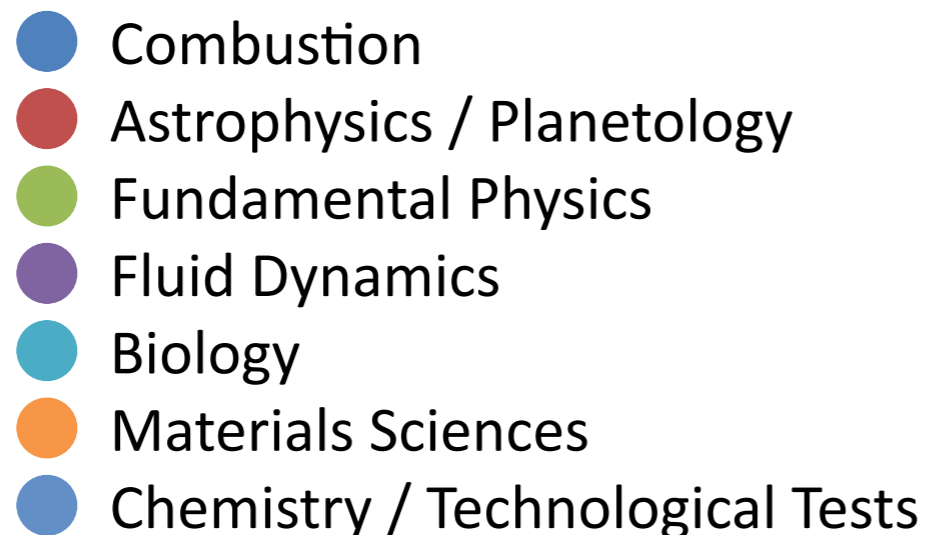 Combustion
Astrophysics / Planetology
Fundamental Physics
Fluid Dynamics
Biology
Materials Sciences
Chemistry / Technological Tests